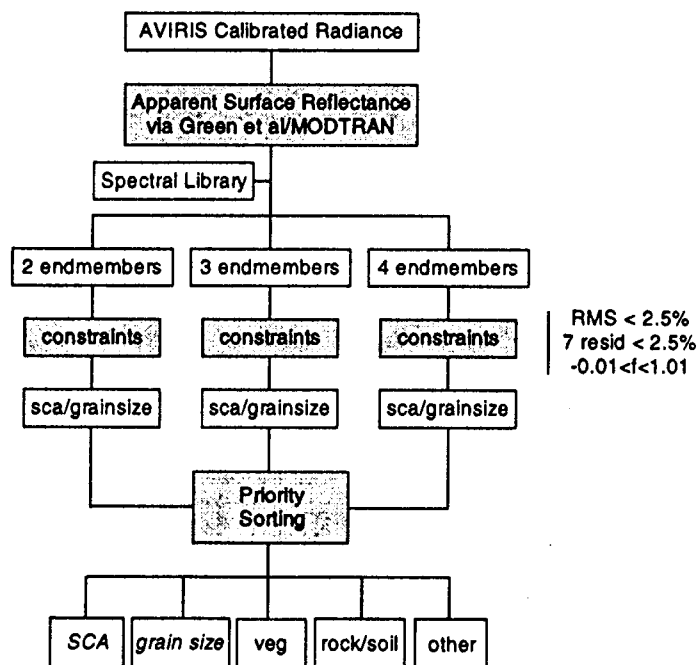 AVIRIS Calibrated Radiance
Apparent Surface Reflectance
via Green et al/MODTRAN
Spectral Library
2 endmembers
3 endmembers
4 endmembers
constraints
constraints
constraints
RMS < 2.5%
7 resid < 2.5%
-0.01<f<1.01
sca/grainsize
sca/grainsize
sca/grainsize
Priority
Sorting
SCA
grain size
veg
rock/soil
other